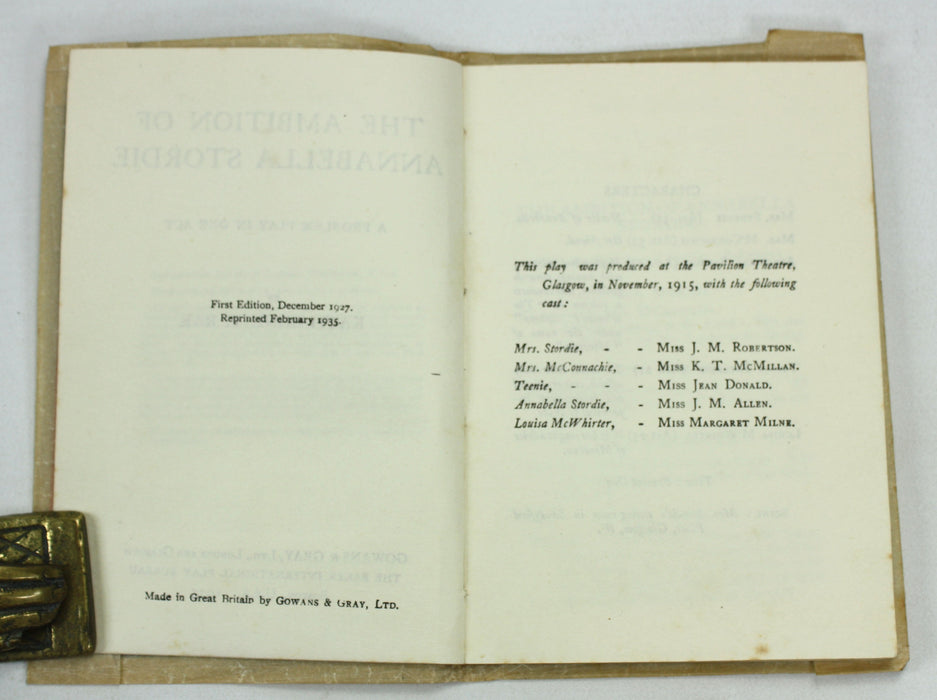 First Edition, December 1927.
Reprinted February 1935.
Made in Great Britain by GOWANS & GRAY, LTD.
This play was produced at the Pavilion Theatre,
Glasgow, in November, 1915, with the following
cast:
Mrs. Stordie, - - MISS J. M. ROBERTSON.
Mrs. McConnachie, - MISS K. T. MCMILLAN.
Teenie, - - - MISS JEAN DONALD.
Annabella Stordie, - MISS J. M. ALLEN.
Louisa McWhirter, - MISS MARGARET MILNE.